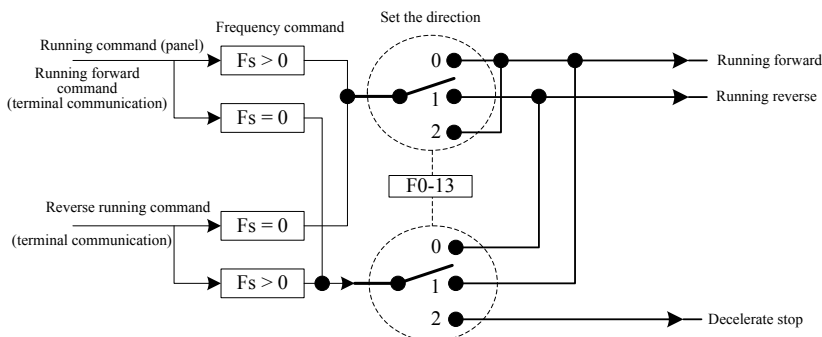 Frequency command
Set the direction
Running command (panel)
Running forward
command
(terminal communication)
Fs > 0
Fs = 0
0
1
2
Running forward
Running reverse
F0-13
Reverse running command
(terminal communication)
Fs = 0
Fs > 0
0
1
2
Decelerate stop